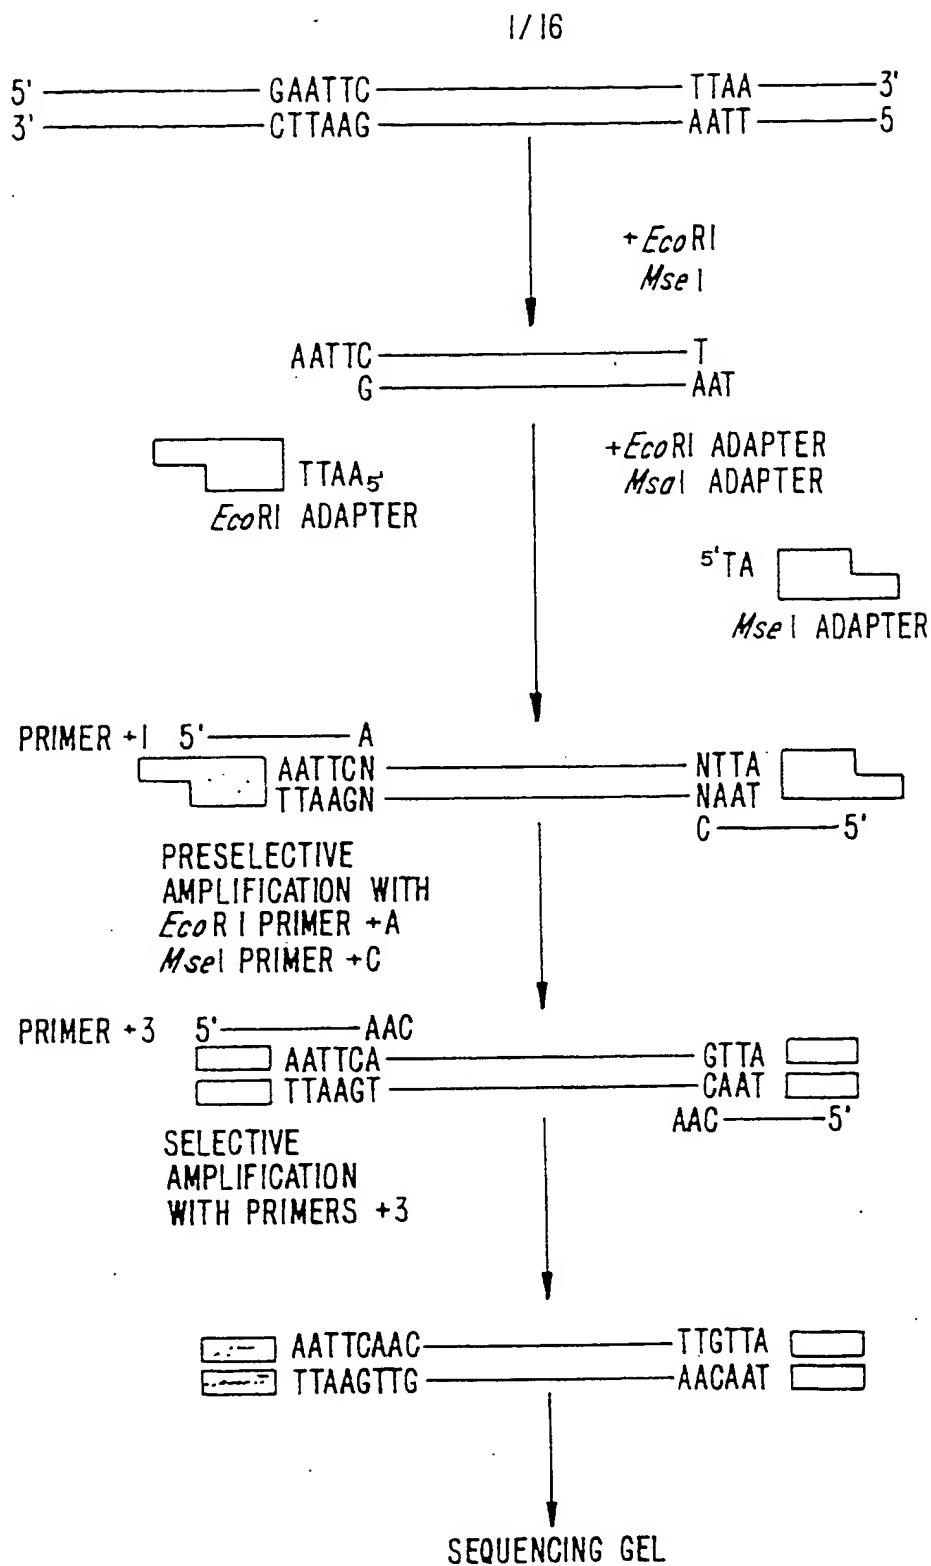 1/16
5' GAATTC TTAA 3'
3' CTTAAG AATT 5
+EcoRI
MseI
AATTC T
G AAT
+EcoRI ADAPTER
MsaI ADAPTER
TTAA5'
EcoRI ADAPTER
5'TA
MseI ADAPTER
PRIMER +1 5' A
AATTCN NTTA
TTAAGN NAAT
C 5'
PRESELECTIVE
AMPLIFICATION WITH
EcoRI PRIMER +A
MseI PRIMER +C
PRIMER +3 5' AAC
AATTCA GTTA
TTAAGT CAAT
AAC 5'
SELECTIVE
AMPLIFICATION
WITH PRIMERS +3
AATTCAAC TTGTTA
TTAAGTTG AACAAT
SEQUENCING GEL